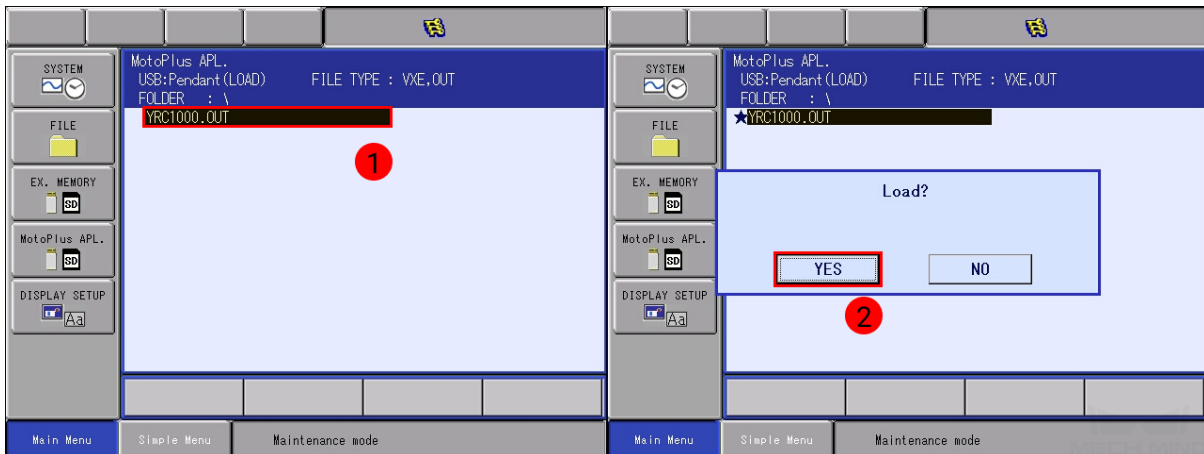 SYSTEM
FILE
EX. MEMORY
SD
MotoPlus APL.
SD
DISPLAY SETUP
Aa
MotoPlus APL.
USB:Pendant(LOAD) FILE TYPE : VXE,OUT
FOLDER : \
YRC1000.OUT
1
Main Menu
Simple Menu
Maintenance mode
SYSTEM
FILE
EX. MEMORY
SD
MotoPlus APL.
SD
DISPLAY SETUP
Aa
MotoPlus APL.
USB:Pendant(LOAD) FILE TYPE : VXE,OUT
FOLDER : \
★YRC1000.OUT
Load?
YES NO
2
Main Menu
Simple Menu
Maintenance mode
MECH MIND